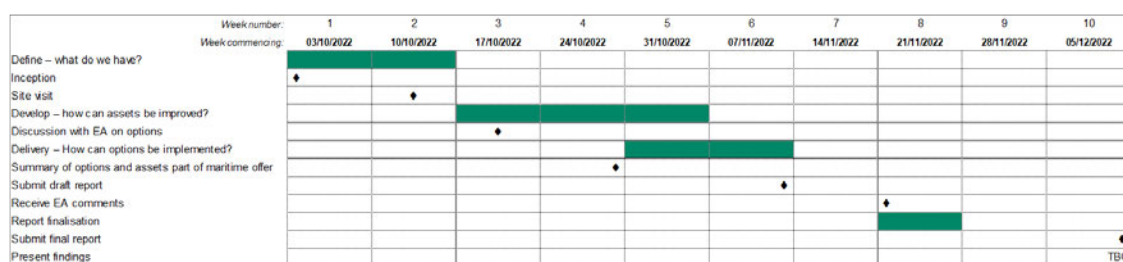 Week number: 1 2 3 4 5 6 7 8 9 10
Week commencing: 03/10/2022 10/10/2022 17/10/2022 24/10/2022 31/10/2022 07/11/2022 14/11/2022 21/11/2022 28/11/2022 05/12/2022
Define – what do we have?
Inception
Site visit
Develop – how can assets be improved?
Discussion with EA on options
Delivery – How can options be implemented?
Summary of options and assets part of maritime offer
Submit draft report
Receive EA comments
Report finalisation
Submit final report
Present findings